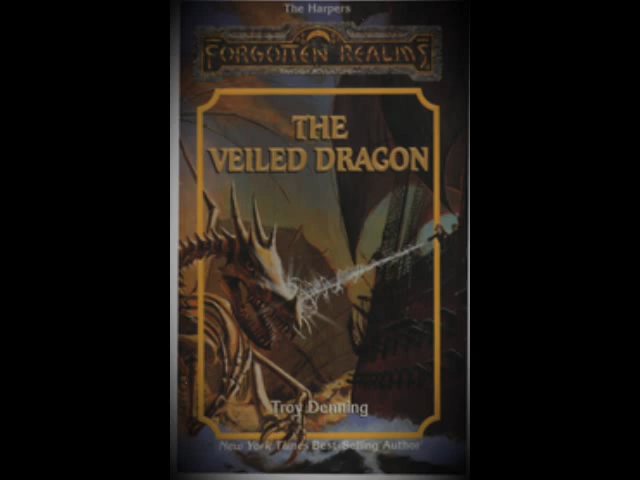 The Harpers
FORGOTTEN REALMS
THE
VEILED DRAGON
Troy Denning
New York Times Best-Selling Author